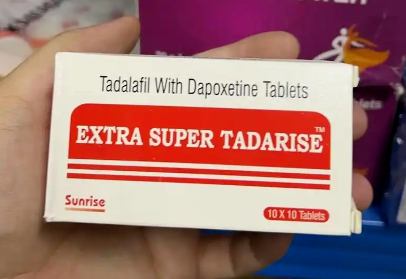 Tadalafil With Dapoxetine Tablets
EXTRA SUPER TADARISE™
Sunrise
10 X 10 Tablets